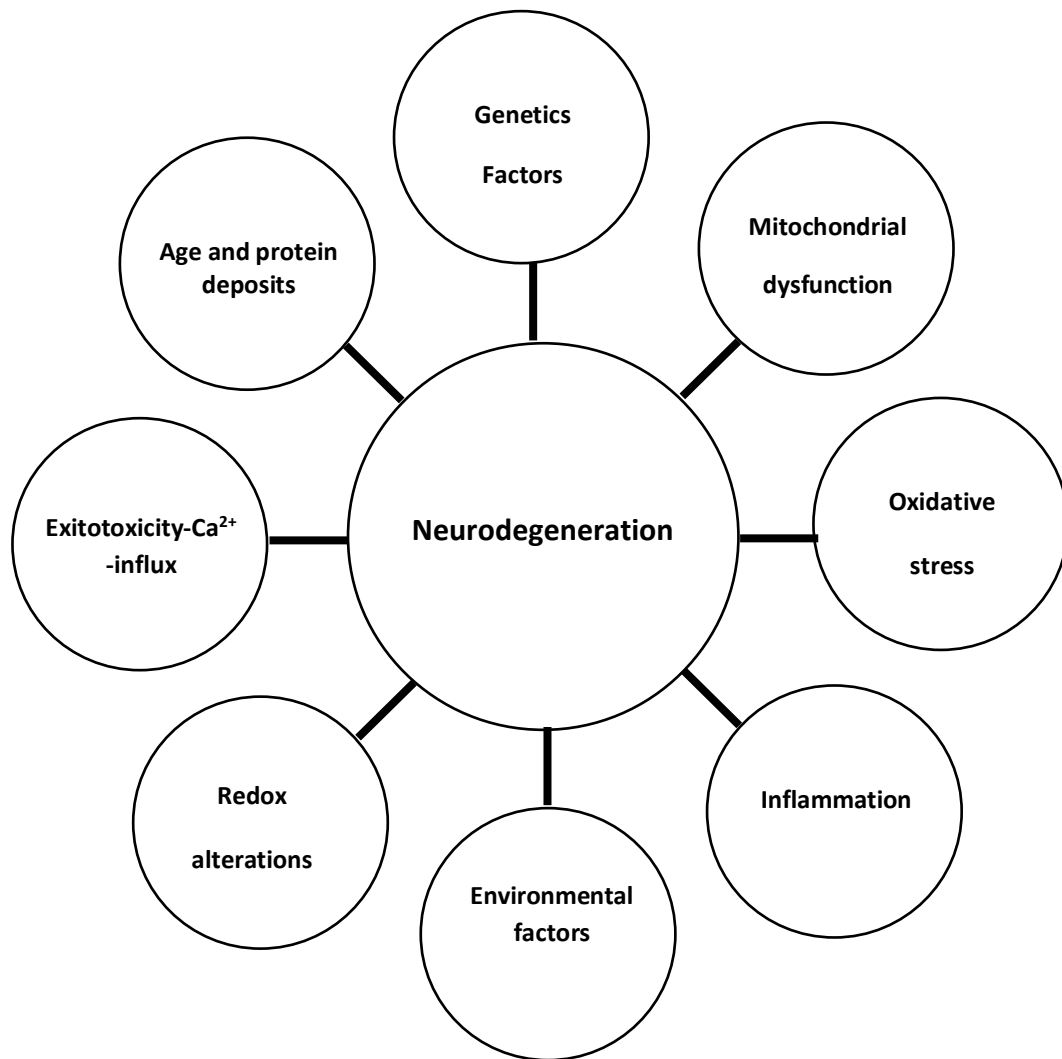 Genetics
Factors
Mitochondrial
dysfunction
Age and protein
deposits
Oxidative
stress
Exitotoxicity-Ca²⁺
-influx
Neurodegeneration
Redox
alterations
Inflammation
Environmental
factors